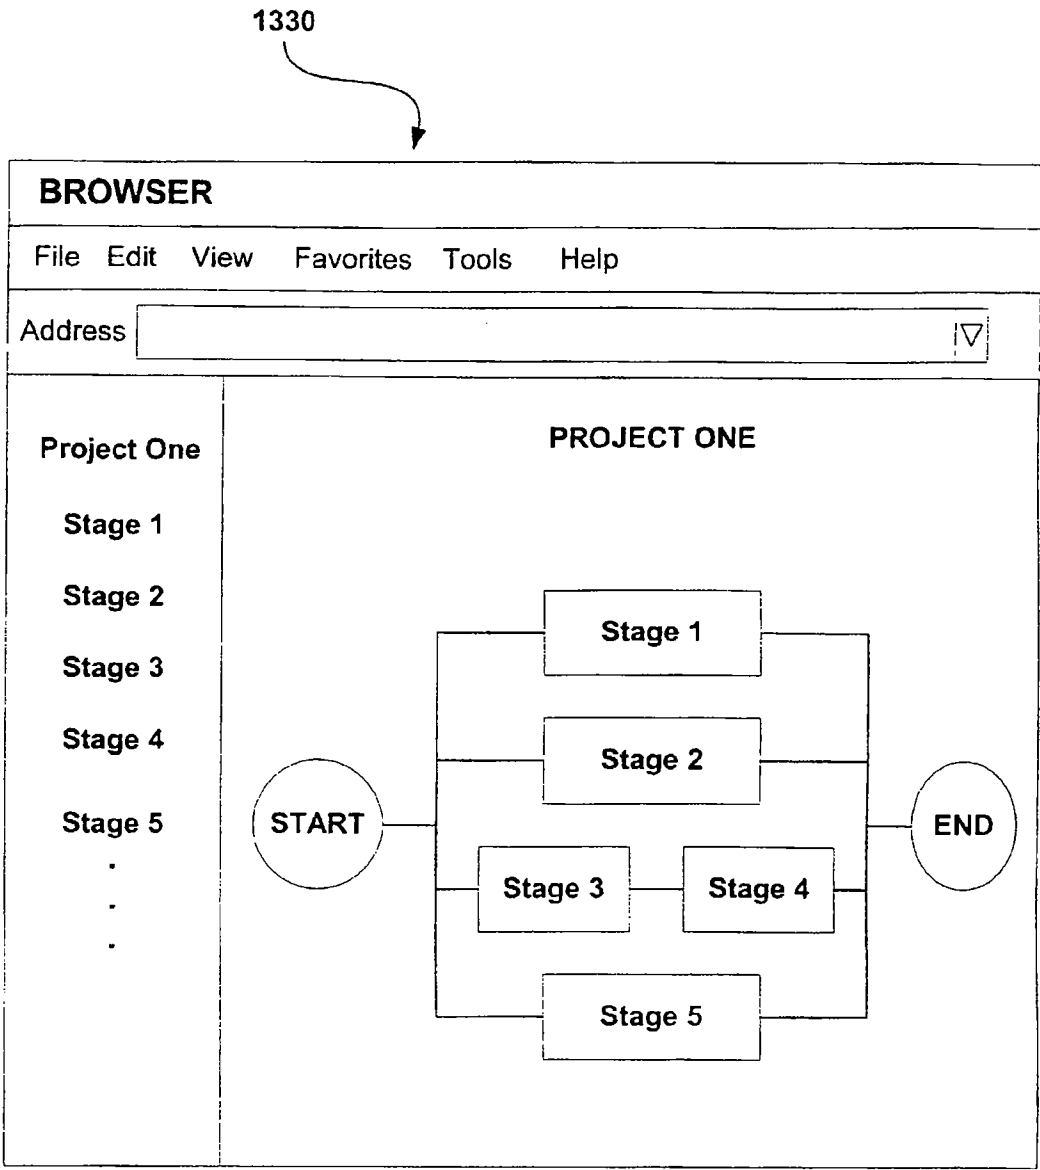 1330
BROWSER
File Edit View Favorites Tools Help
Address
Project One
Stage 1
Stage 2
Stage 3
Stage 4
Stage 5
PROJECT ONE
START
Stage 1
Stage 2
Stage 3
Stage 4
Stage 5
END